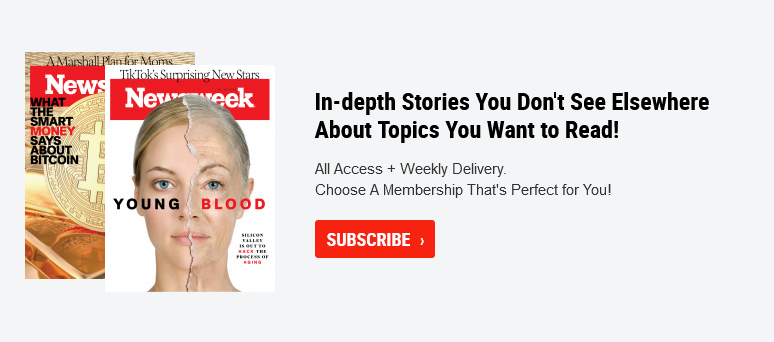 A Marshall Plan for Moms
News
WHAT
THE
SMART
MONEY
SAYS
ABOUT
BITCOIN
TikTok's Surprising New Stars
Newsweek
YOUNG BLOOD
SILICON
VALLEY
IS OUT TO
HACK THE
PROCESS OF
AGING
In-depth Stories You Don't See Elsewhere
About Topics You Want to Read!
All Access + Weekly Delivery.
Choose A Membership That's Perfect for You!
SUBSCRIBE ›